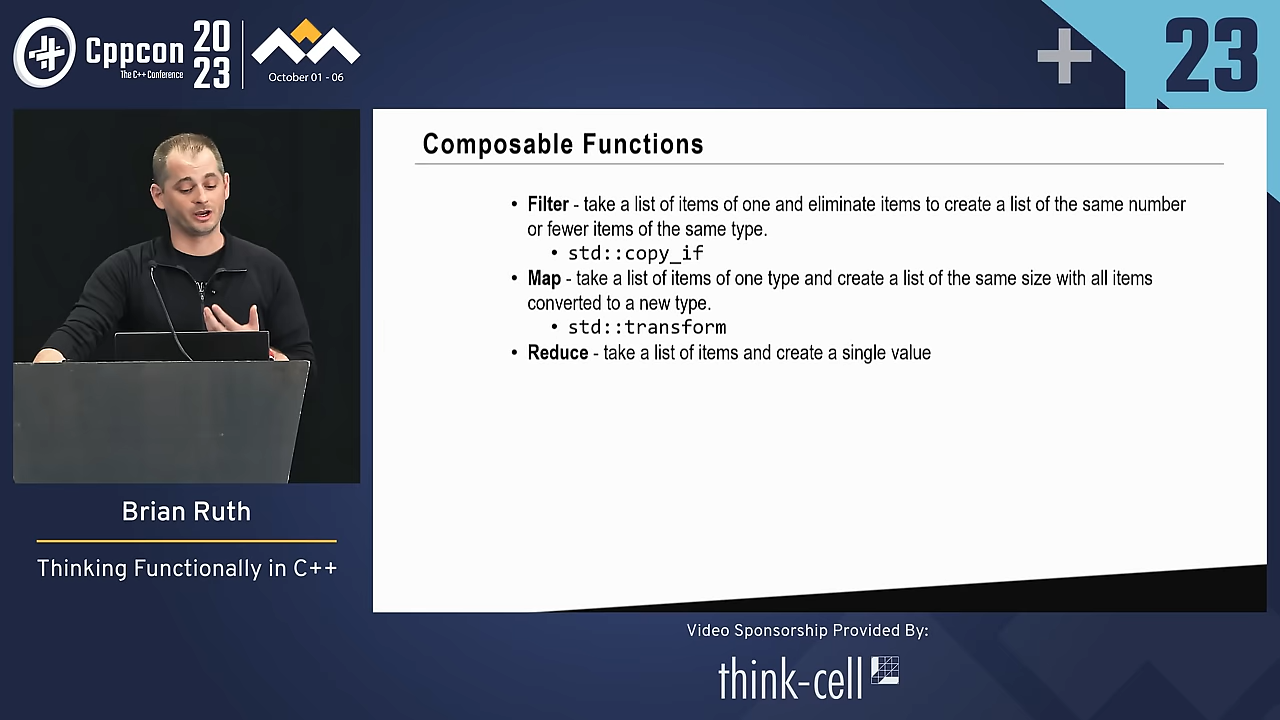 Cppcon
The C++ Conference
20
23
October 01 - 06
23
Composable Functions
• Filter - take a list of items of one and eliminate items to create a list of the same number
or fewer items of the same type.
• std::copy_if
• Map - take a list of items of one type and create a list of the same size with all items
converted to a new type.
• std::transform
• Reduce - take a list of items and create a single value
Brian Ruth
Thinking Functionally in C++
Video Sponsorship Provided By:
think-cell